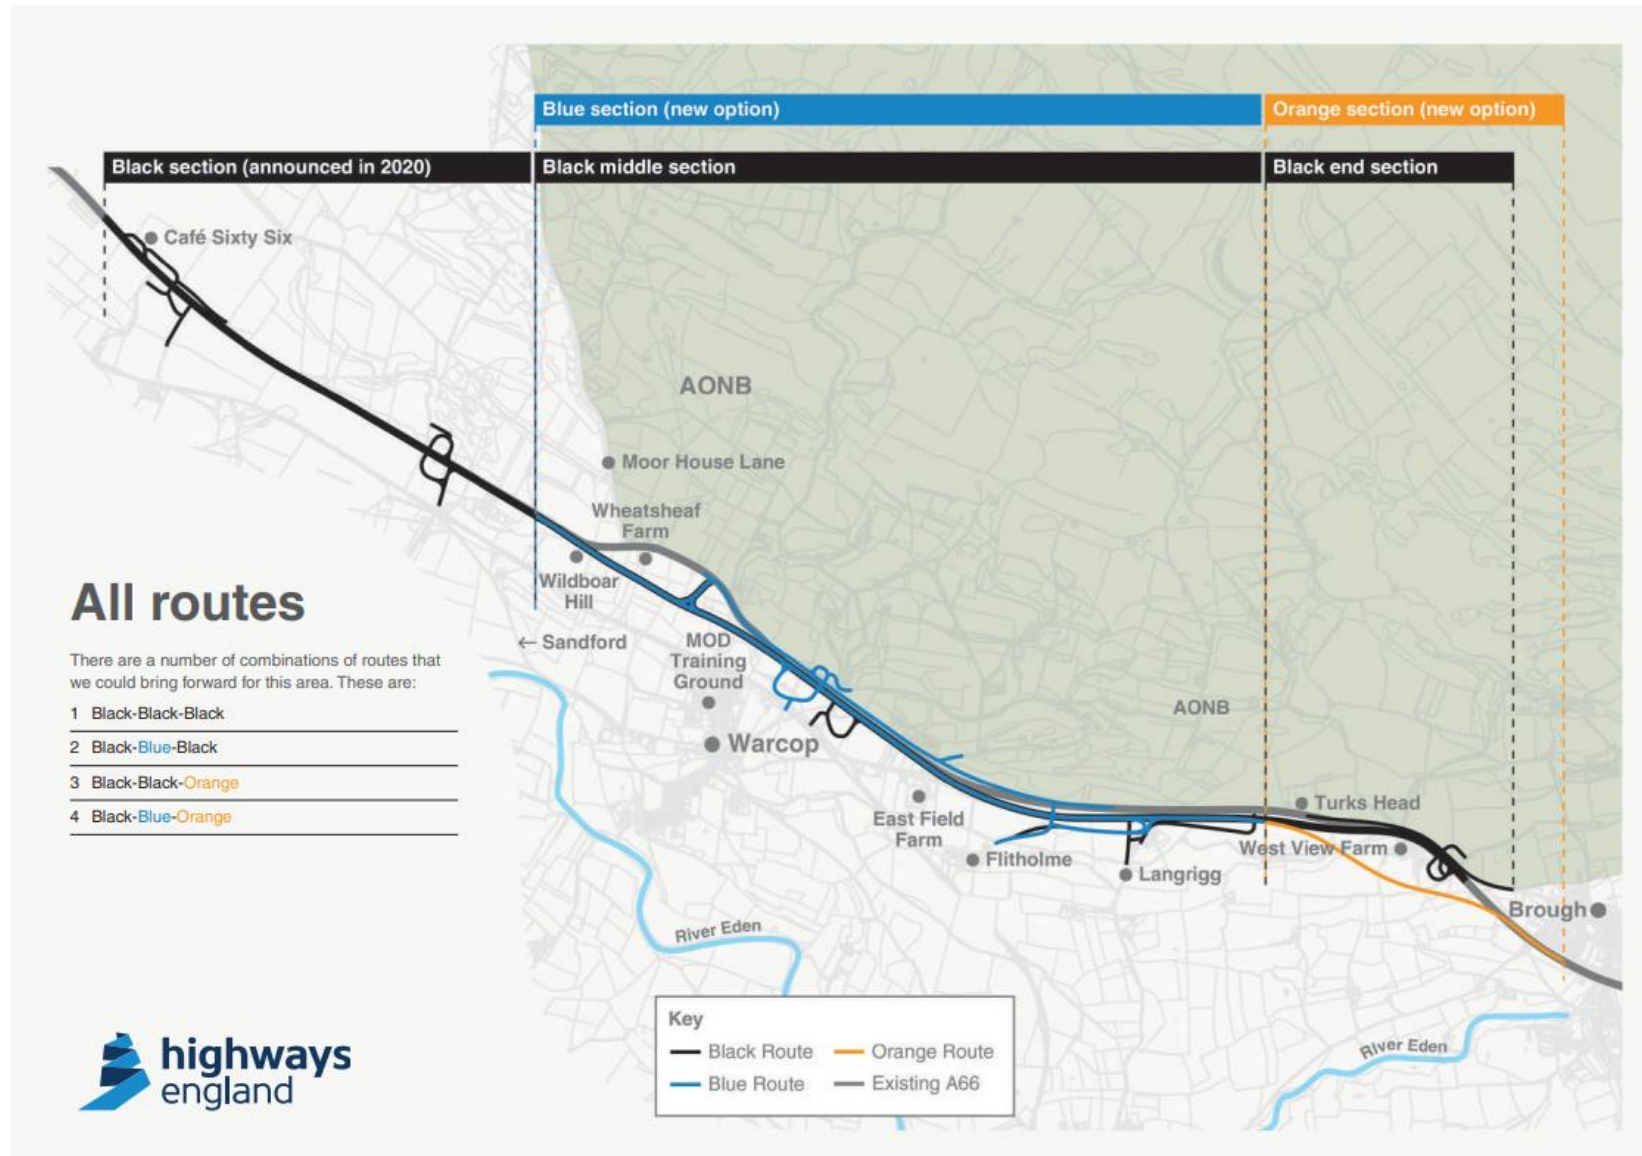 Blue section (new option)
Orange section (new option)
Black section (announced in 2020)
Black middle section
Black end section
Café Sixty Six
AONB
Moor House Lane
Wheatsheaf
Farm
Wildboar
Hill
← Sandford
MOD
Training
Ground
Warcop
AONB
East Field
Farm
Flitholme
Langrigg
Turks Head
West View Farm
Brough
River Eden
River Eden
All routes
There are a number of combinations of routes that
we could bring forward for this area. These are:
1 Black-Black-Black
2 Black-Blue-Black
3 Black-Black-Orange
4 Black-Blue-Orange
Key
Black Route
Orange Route
Blue Route
Existing A66
highways
england